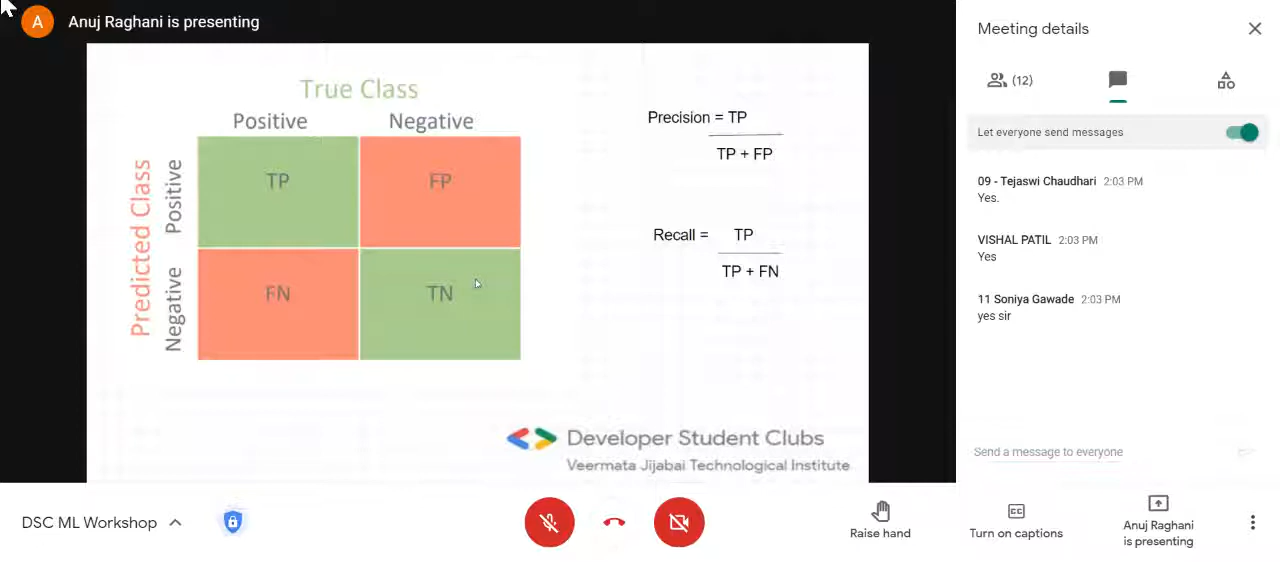 A
Anuj Raghani is presenting
True Class
Positive
Negative
Predicted Class
Positive
Negative
TP
FP
FN
TN
Precision = TP
TP + FP
Recall = TP
TP + FN
Developer Student Clubs
Veermata Jijabai Technological Institute
Meeting details
(12)
Let everyone send messages
09 - Tejaswi Chaudhari 2:03 PM
Yes.
VISHAL PATIL 2:03 PM
Yes
11 Soniya Gawade 2:03 PM
yes sir
Send a message to everyone
DSC ML Workshop
Raise hand
CC
Turn on captions
Anuj Raghani
is presenting